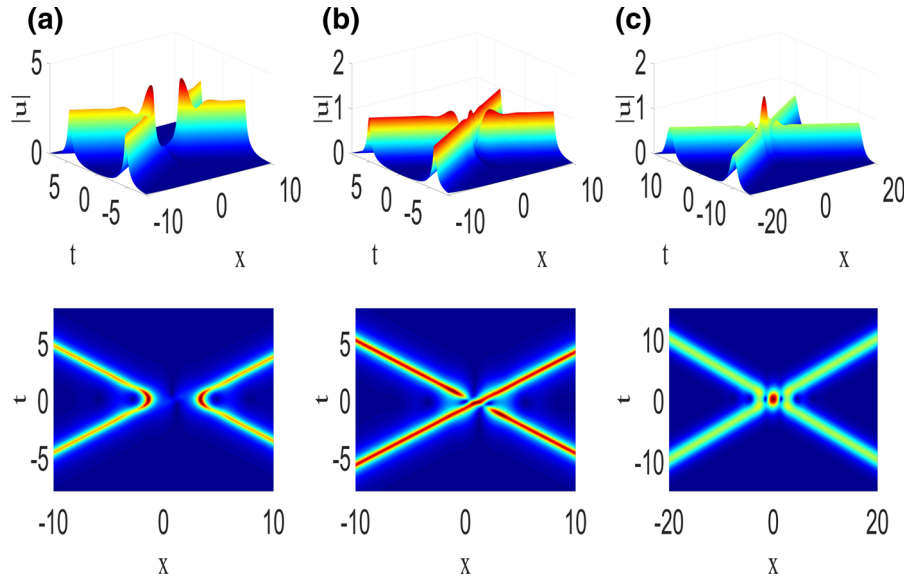 (a) (b) (c)
5 2 2
|u| |u| 1 |u| 1
0 0 0
5 0 -5 -10 0 10
5 0 -5 -10 0 10
10 0 -10 -20 0 20
t x t x t x
5 5 10
t 0 t 0 t 0
-5 -5 -10
-10 0 10 -10 0 10 -20 0 20
x x x